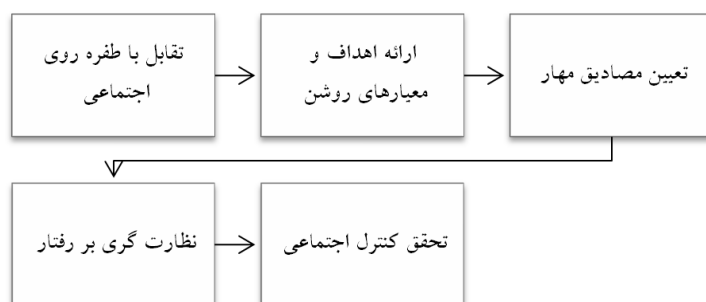 تقابل با طفره روی
اجتماعی
ارائه اهداف و
معیارهای روشن
تعیین مصادیق مهار
نظارت گری بر رفتار
تحقق کنترل اجتماعی